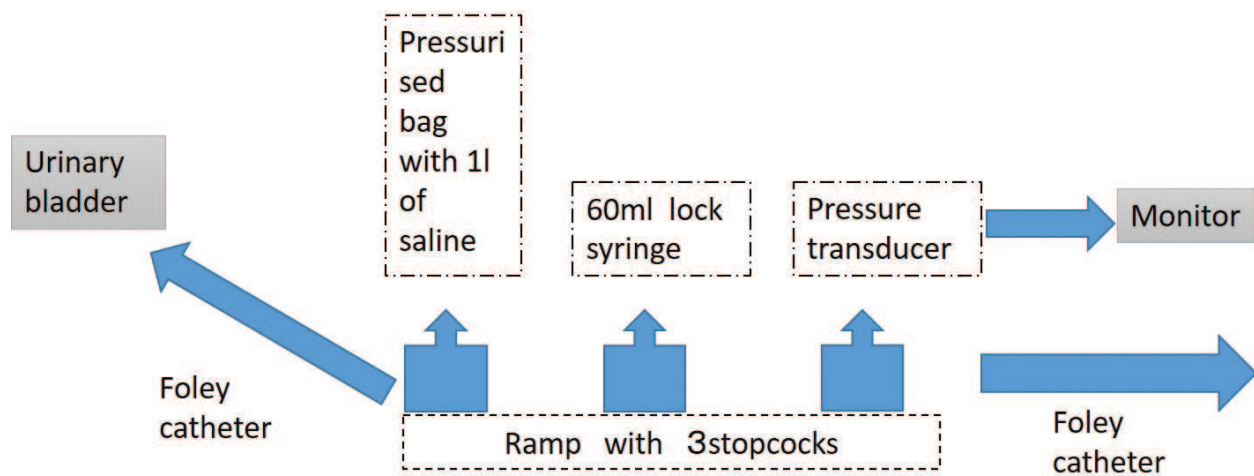 Pressuri
sed
bag
with 1l
of
saline
Urinary
bladder
60ml lock
syringe
Pressure
transducer
Monitor
Foley
catheter
Ramp with 3stopcocks
Foley
catheter